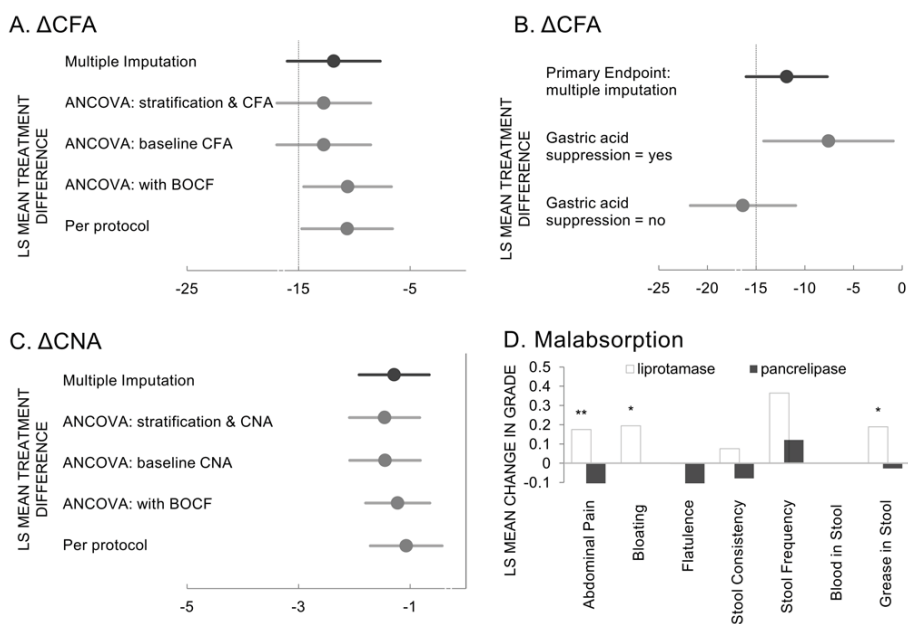 A. ΔCFA
LS MEAN TREATMENT
DIFFERENCE
Multiple Imputation
ANCOVA: stratification & CFA
ANCOVA: baseline CFA
ANCOVA: with BOCF
Per protocol
-25
-15
-5
B. ΔCFA
LS MEAN TREATMENT
DIFFERENCE
Primary Endpoint:
multiple imputation
Gastric acid
suppression = yes
Gastric acid
suppression = no
-25
-20
-15
-10
-5
0
C. ΔCNA
LS MEAN TREATMENT
DIFFERENCE
Multiple Imputation
ANCOVA: stratification & CNA
ANCOVA: baseline CNA
ANCOVA: with BOCF
Per protocol
-5
-3
-1
D. Malabsorption
LS MEAN CHANGE IN GRADE
liprotamase
pancrelipase
0.5
0.4
0.3
0.2
0.1
0
-0.1
**
*
*
Abdominal Pain
Bloating
Flatulence
Stool Consistency
Stool Frequency
Blood in Stool
Grease in Stool